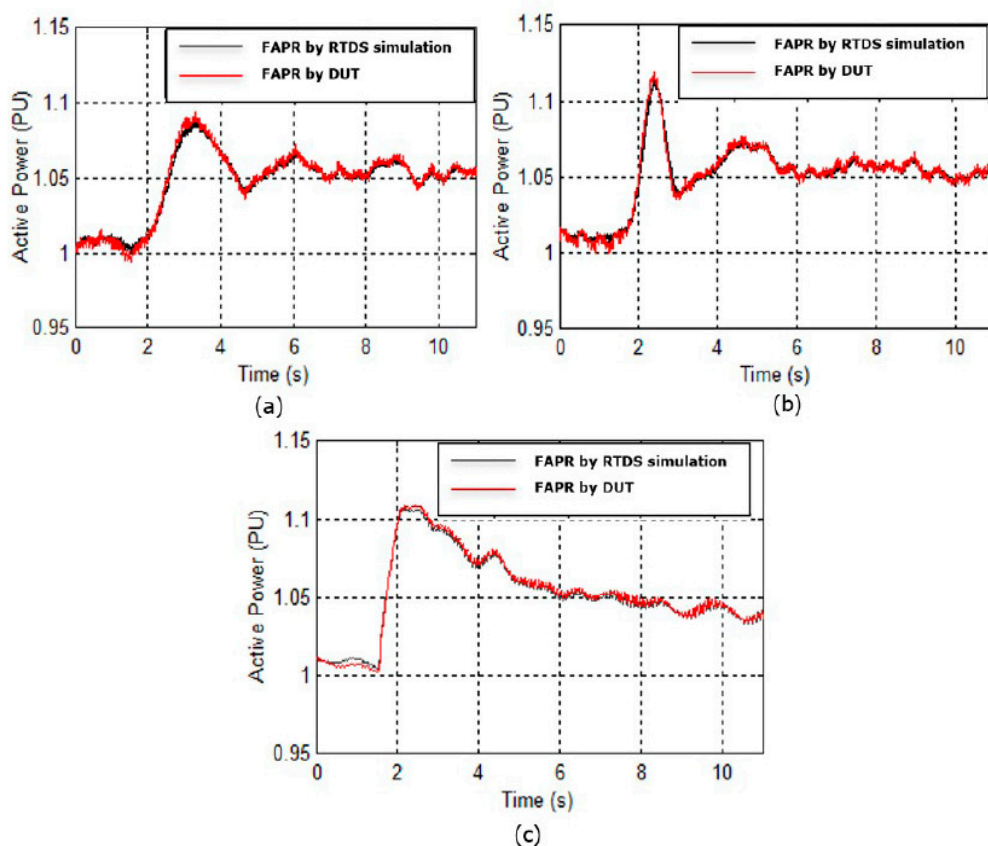 1.15
1.1
1.05
1
0.95
Active Power (PU)
FAPR by RTDS simulation
FAPR by DUT
0 2 4 6 8 10
Time (s)
(a)
1.15
1.1
1.05
1
0.95
Active Power (PU)
FAPR by RTDS simulation
FAPR by DUT
0 2 4 6 8 10
Time (s)
(b)
1.15
1.1
1.05
1
0.95
Active Power (PU)
FAPR by RTDS simulation
FAPR by DUT
0 2 4 6 8 10
Time (s)
(c)